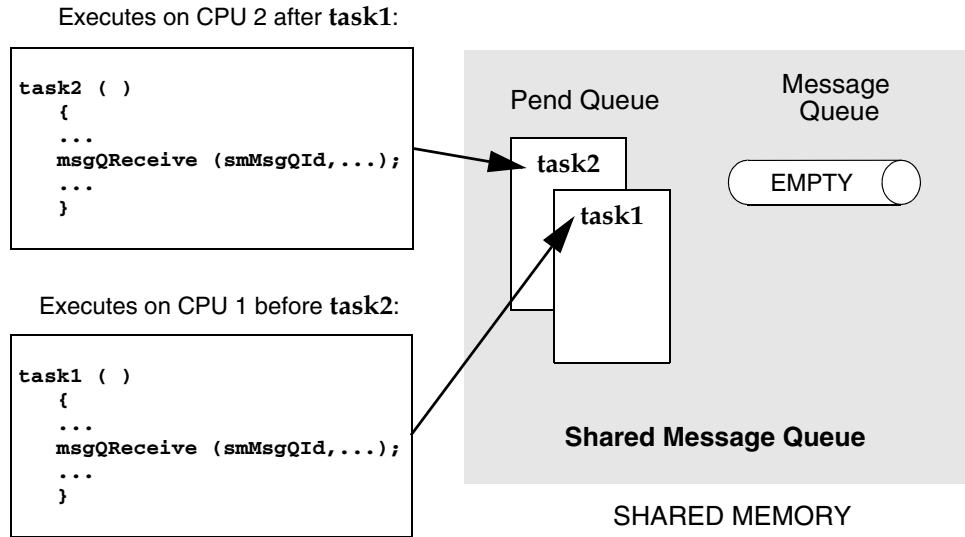 Executes on CPU 2 after task1:
task2 ( )
{
...
msgQReceive (smMsgQId,...);
...
}
Executes on CPU 1 before task2:
task1 ( )
{
...
msgQReceive (smMsgQId,...);
...
}
Pend Queue
task2
task1
Message
Queue
EMPTY
Shared Message Queue
SHARED MEMORY